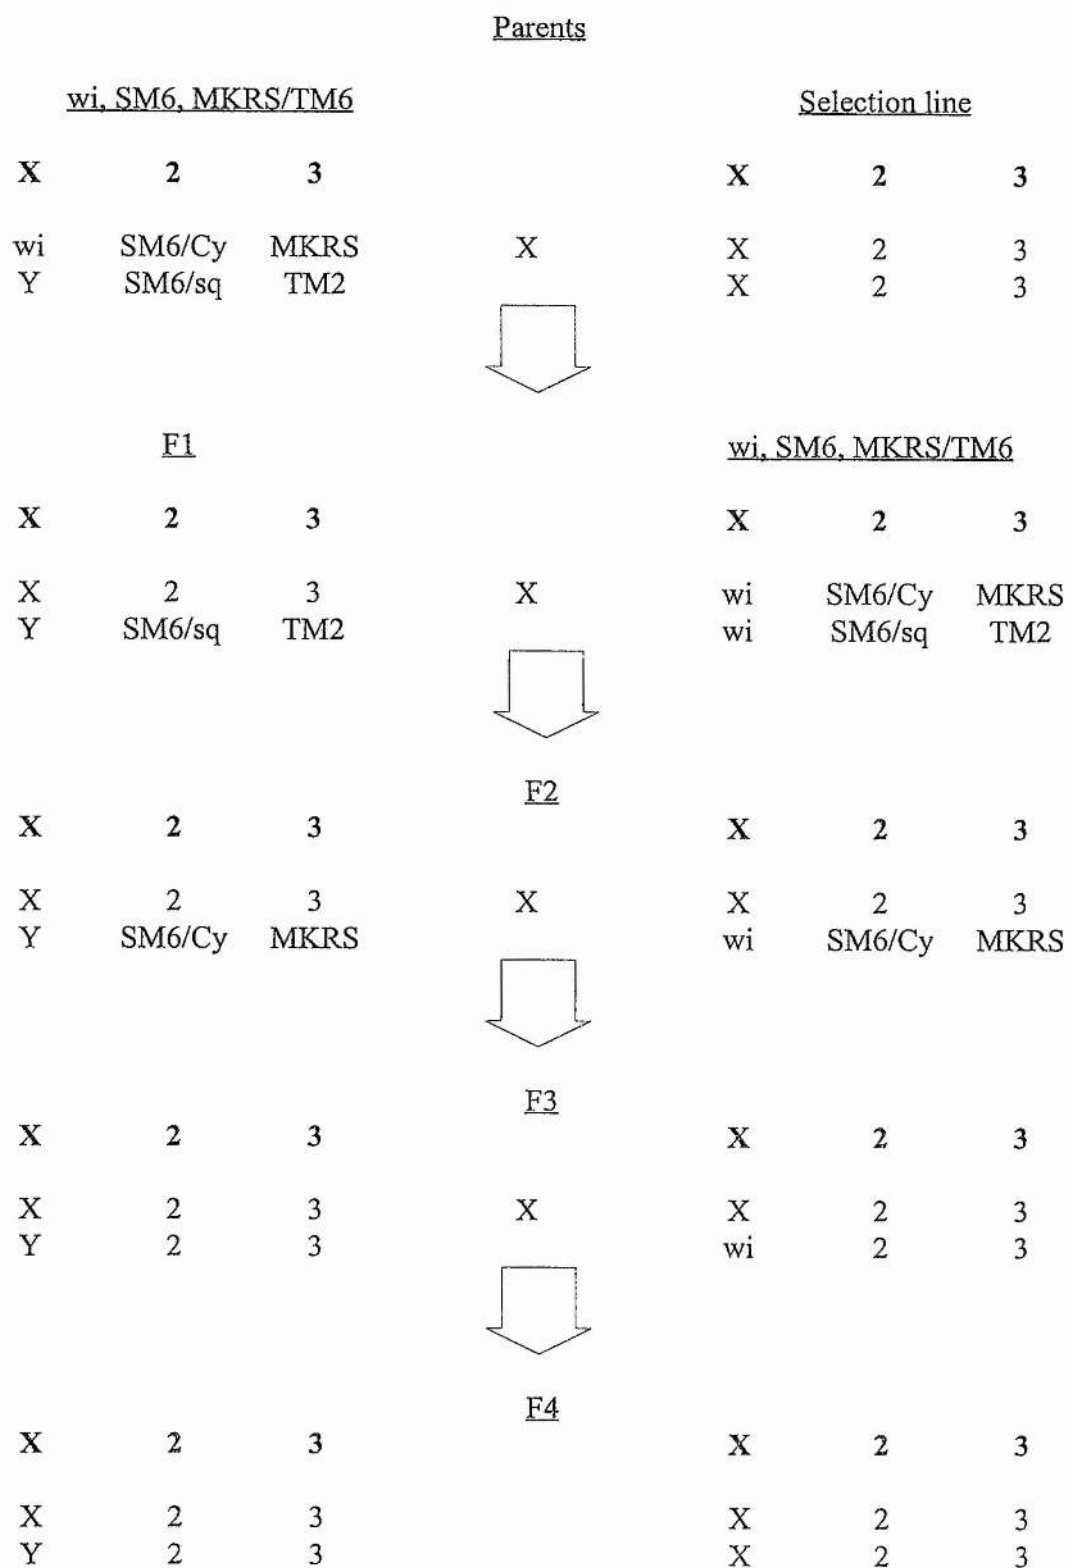 Parents
wi, SM6, MKRS/TM6 Selection line
X 2 3 X 2 3
wi SM6/Cy MKRS X X 2 3
Y SM6/sq TM2 X 2 3
F1 wi, SM6, MKRS/TM6
X 2 3 X 2 3
X 2 3 X wi SM6/Cy MKRS
Y SM6/sq TM2 wi SM6/sq TM2
F2
X 2 3 X 2 3
X 2 3 X X 2 3
Y SM6/Cy MKRS wi SM6/Cy MKRS
F3
X 2 3 X 2 3
X 2 3 X X 2 3
Y 2 3 wi 2 3
F4
X 2 3 X 2 3
X 2 3 X 2 3
Y 2 3 X 2 3